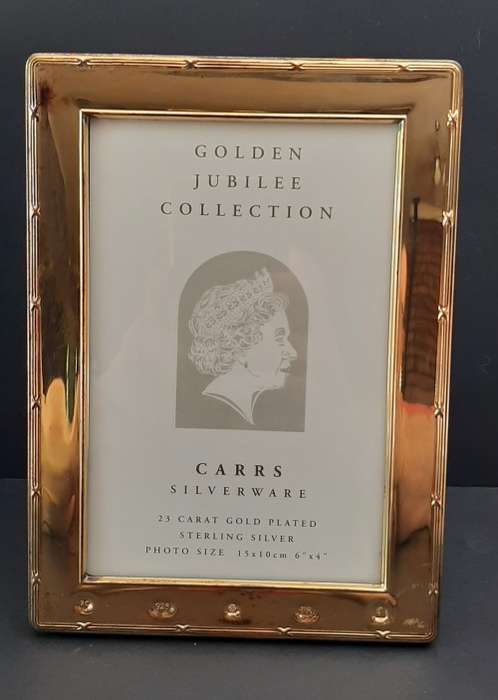 GOLDEN
JUBILEE
COLLECTION
CARRS
SILVERWARE
23 CARAT GOLD PLATED
STERLING SILVER
PHOTO SIZE 15x10cm 6"x4"